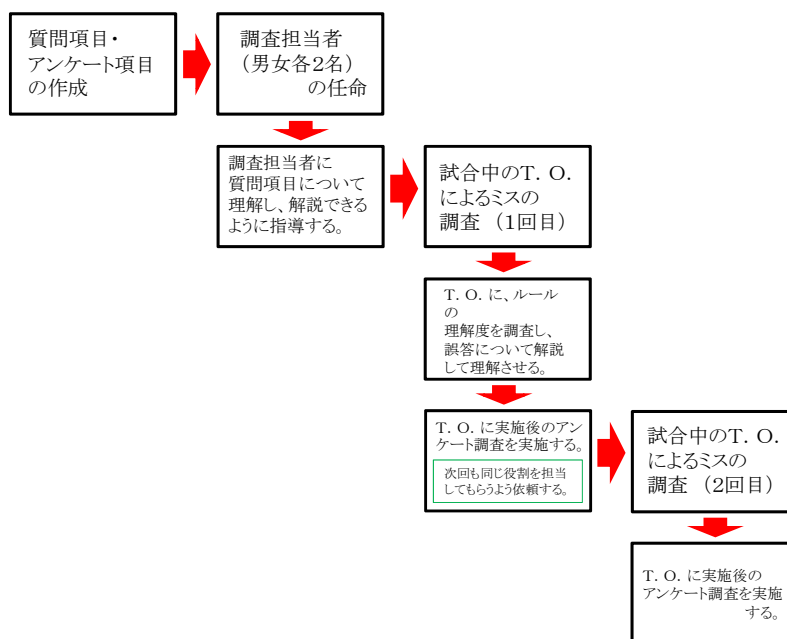 質問項目・
アンケート項目
の作成
調査担当者
（男女各2名）
の任命
調査担当者に
質問項目について
理解し、解説できる
ように指導する。
試合中のT. O.
によるミスの
調査 （1回目）
T. O. に、ルール
の
理解度を調査し、
誤答について解説
して理解させる。
T. O. に実施後のアン
ケート調査を実施する。
次回も同じ役割を担当
してもらうよう依頼する。
試合中のT. O.
によるミスの
調査 （2回目）
T. O. に実施後の
アンケート調査を実施
する。